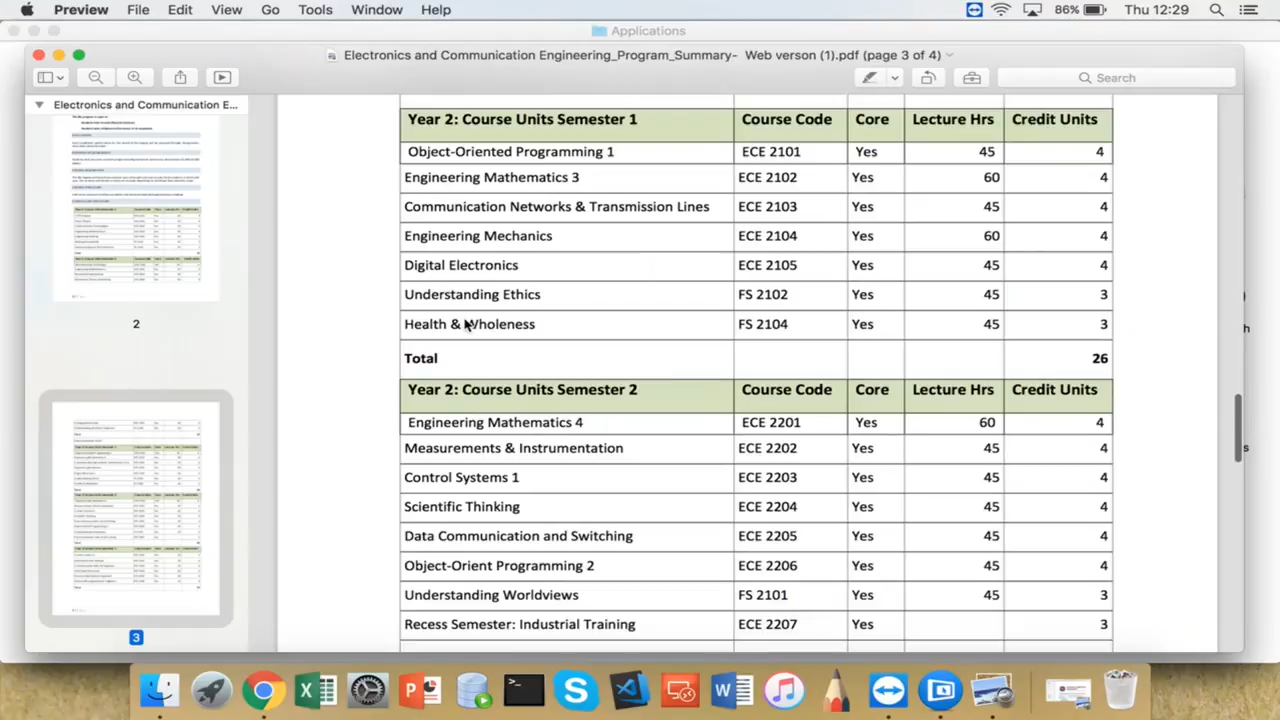 Preview File Edit View Go Tools Window Help 86% Thu 12:29
Applications
Electronics and Communication Engineering_Program_Summary- Web verson (1).pdf (page 3 of 4)
Search
Electronics and Communication E...
2
3
Year 2: Course Units Semester 1 Course Code Core Lecture Hrs Credit Units
Object-Oriented Programming 1 ECE 2101 Yes 45 4
Engineering Mathematics 3 ECE 2102 Yes 60 4
Communication Networks & Transmission Lines ECE 2103 Yes 45 4
Engineering Mechanics ECE 2104 Yes 60 4
Digital Electronics ECE 2105 Yes 45 4
Understanding Ethics FS 2102 Yes 45 3
Health & Wholeness FS 2104 Yes 45 3
Total 26
Year 2: Course Units Semester 2 Course Code Core Lecture Hrs Credit Units
Engineering Mathematics 4 ECE 2201 Yes 60 4
Measurements & Instrumentation ECE 2202 Yes 45 4
Control Systems 1 ECE 2203 Yes 45 4
Scientific Thinking ECE 2204 Yes 45 4
Data Communication and Switching ECE 2205 Yes 45 4
Object-Orient Programming 2 ECE 2206 Yes 45 4
Understanding Worldviews FS 2101 Yes 45 3
Recess Semester: Industrial Training ECE 2207 Yes 3